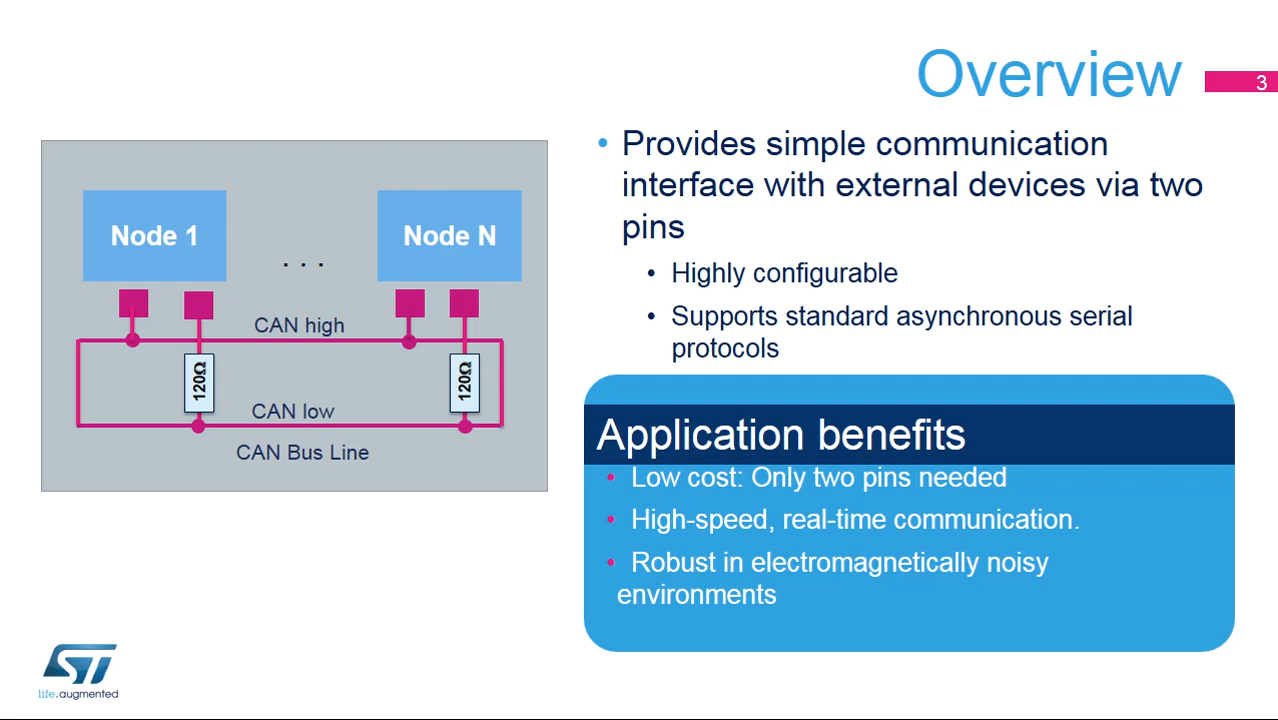 Overview
3
• Provides simple communication
interface with external devices via two
pins
• Highly configurable
• Supports standard asynchronous serial
protocols
Node 1
. . .
Node N
CAN high
120Ω
120Ω
CAN low
CAN Bus Line
Application benefits
• Low cost: Only two pins needed
• High-speed, real-time communication.
• Robust in electromagnetically noisy
environments
ST
life.augmented